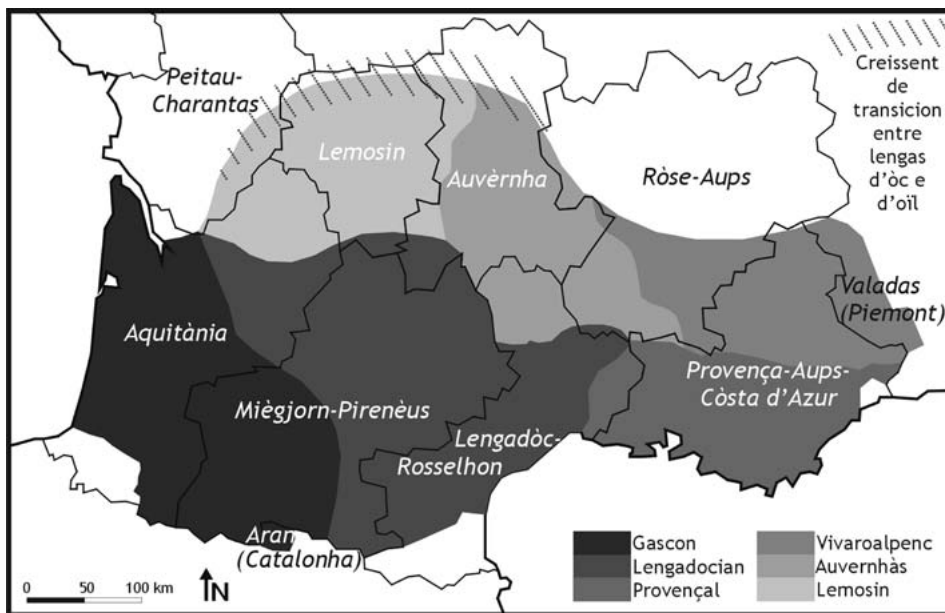 Peitau-
Charantas
Creissent
de
transicion
entre
lengas
d'òc e
d'oïl
Lemosin
Auvèrnha
Ròse-Aups
Valadas
(Piemont)
Aquitània
Provença-Aups-
Còsta d'Azur
Miègjorn-Pirenèus
Lengadòc-
Rosselhon
Aran
(Catalonha)
0 50 100 km
N
Gascon
Lengadocian
Provençal
Vivaroalpenc
Auvernhàs
Lemosin